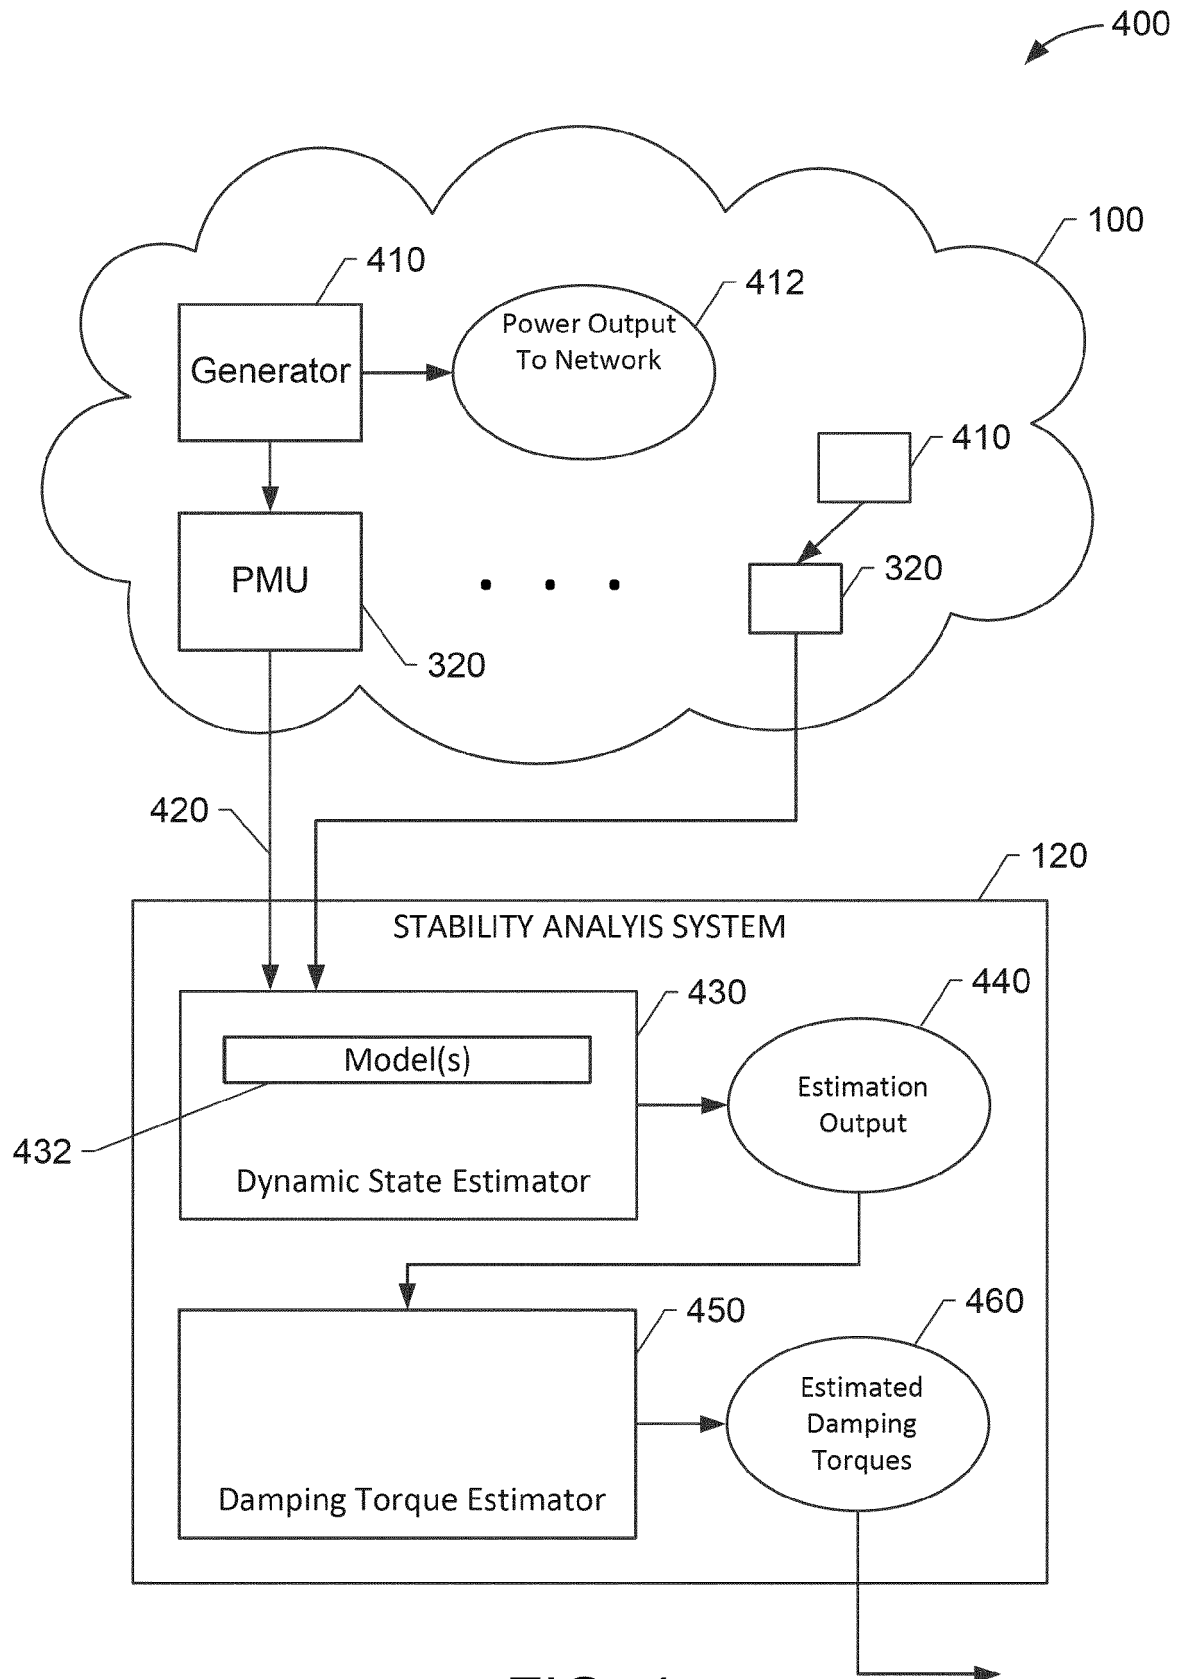 400
100
410
412
Generator
Power Output
To Network
410
PMU
320
320
420
120
STABILITY ANALYIS SYSTEM
430
440
Model(s)
Estimation
Output
432
Dynamic State Estimator
450
460
Estimated
Damping
Torques
Damping Torque Estimator